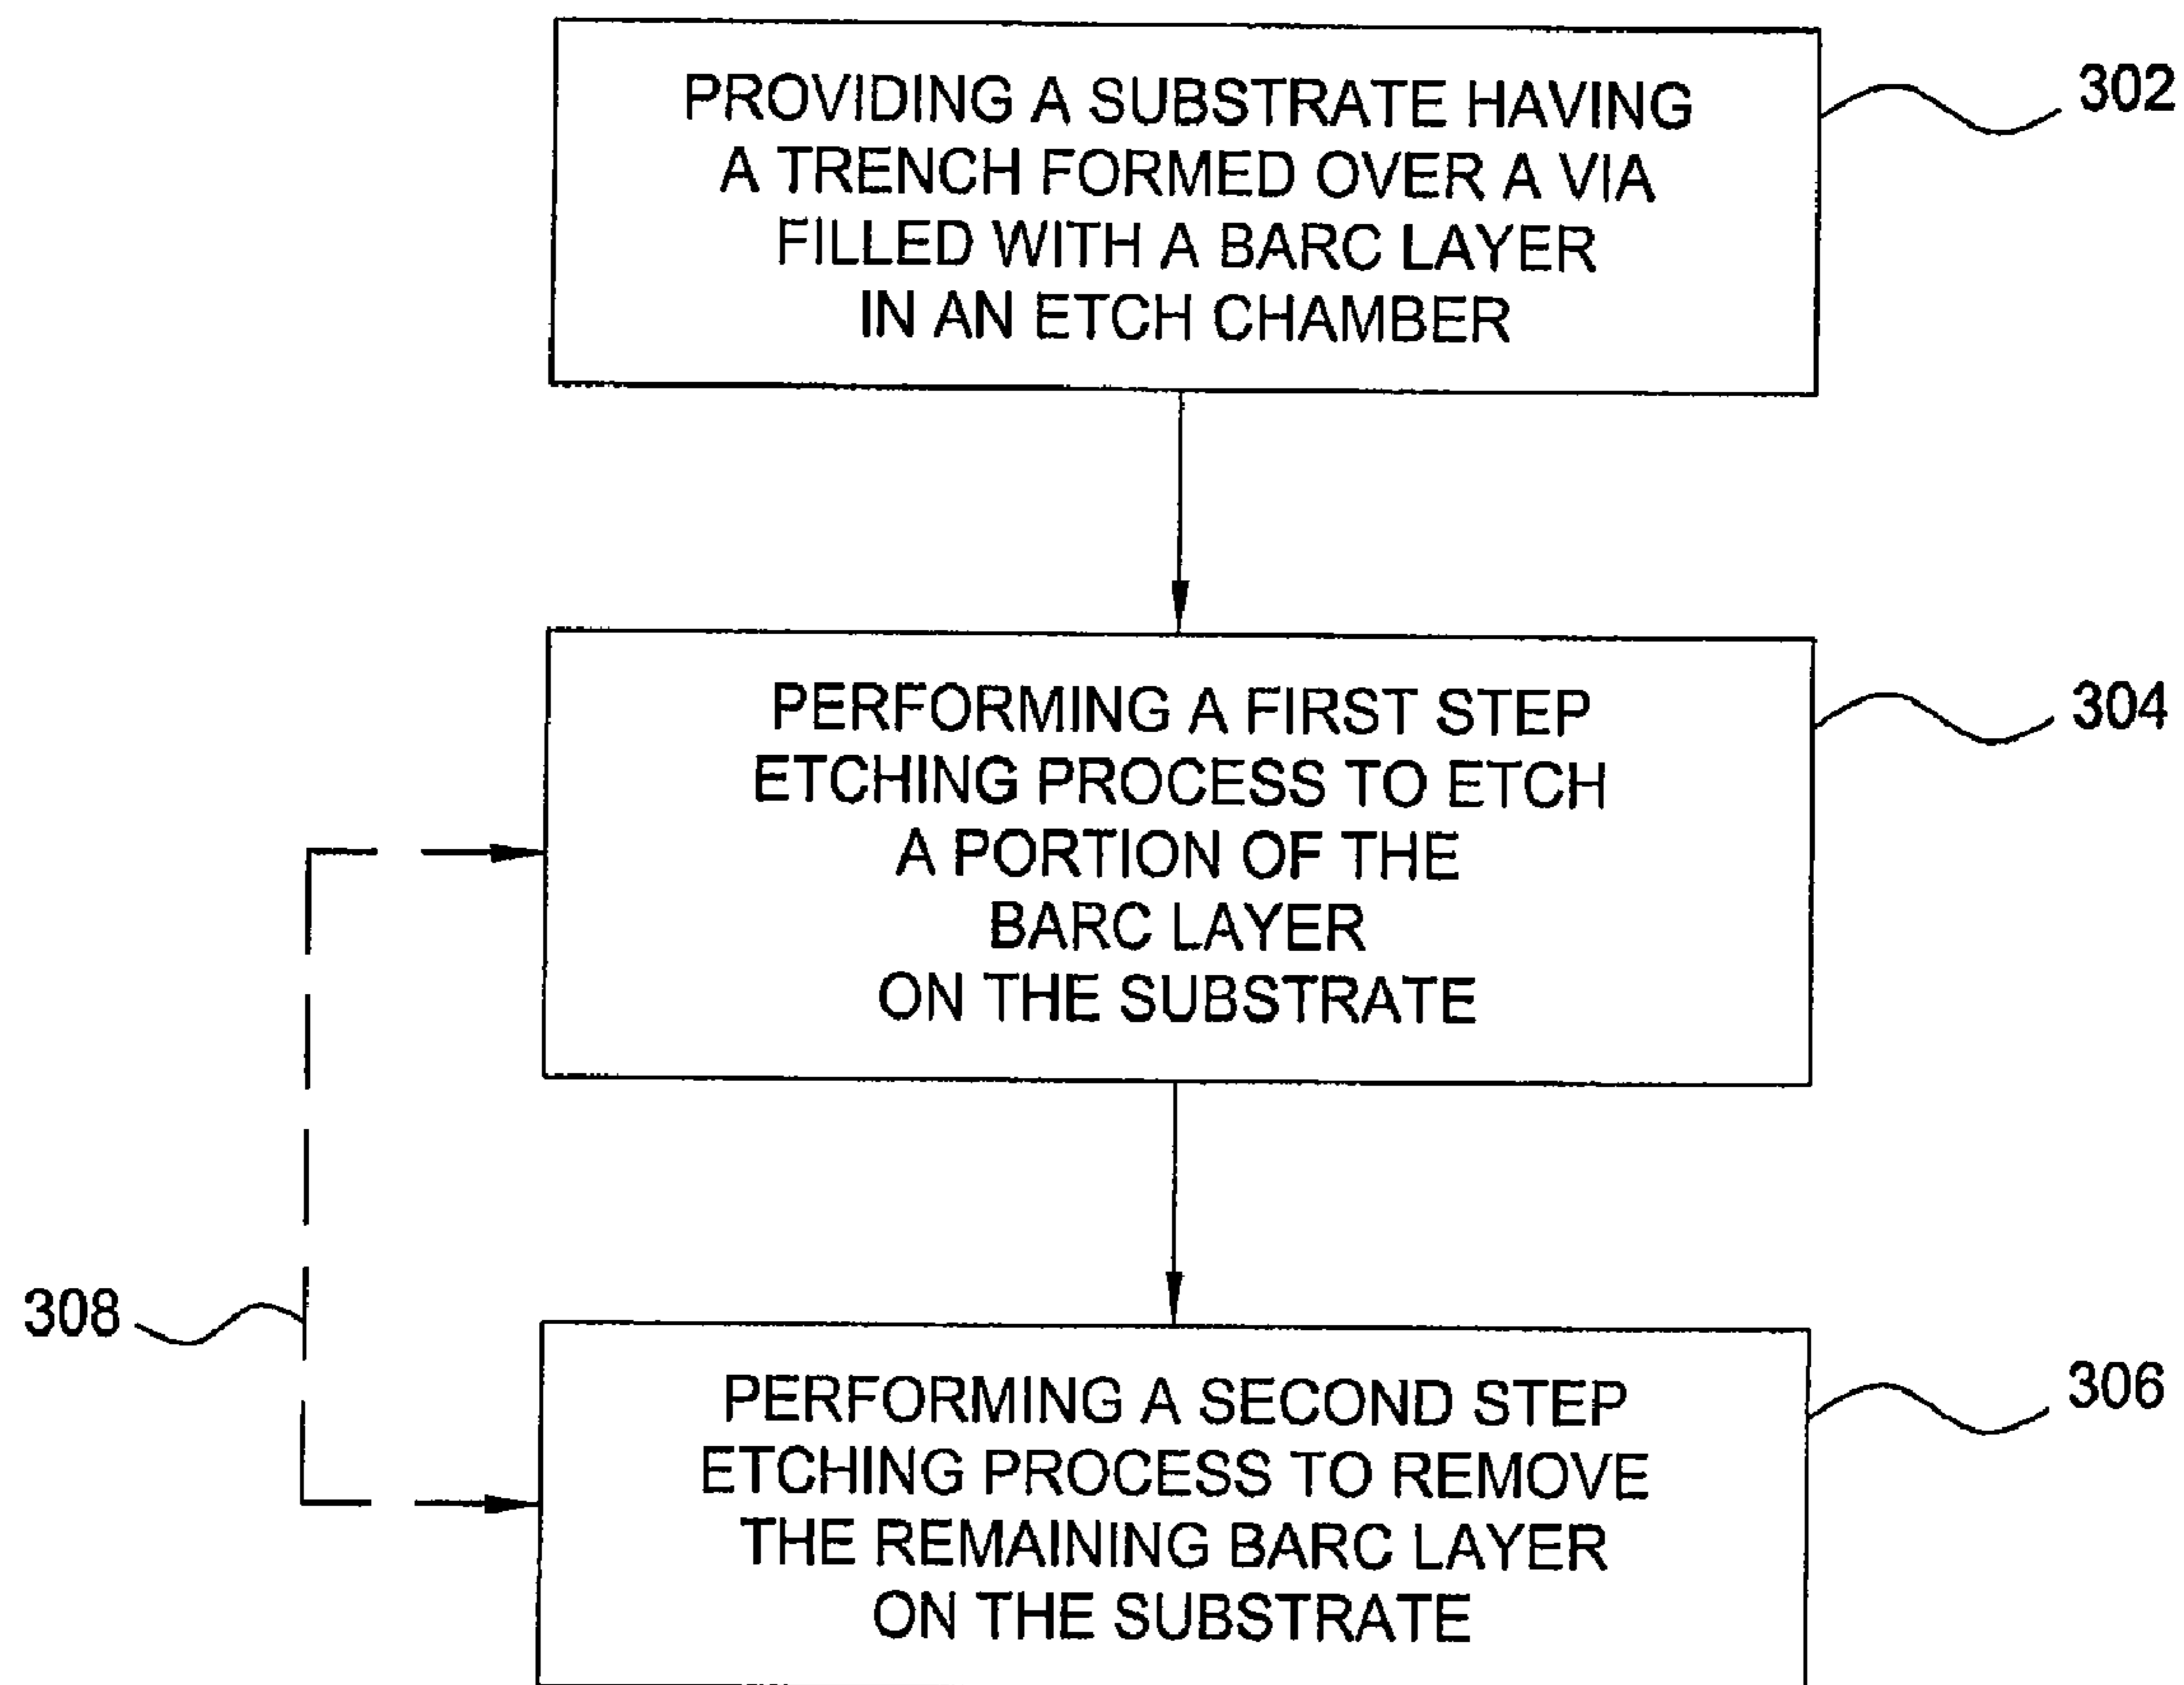 PROVIDING A SUBSTRATE HAVING
A TRENCH FORMED OVER A VIA
FILLED WITH A BARC LAYER
IN AN ETCH CHAMBER
302
PERFORMING A FIRST STEP
ETCHING PROCESS TO ETCH
A PORTION OF THE
BARC LAYER
ON THE SUBSTRATE
304
308
PERFORMING A SECOND STEP
ETCHING PROCESS TO REMOVE
THE REMAINING BARC LAYER
ON THE SUBSTRATE
306